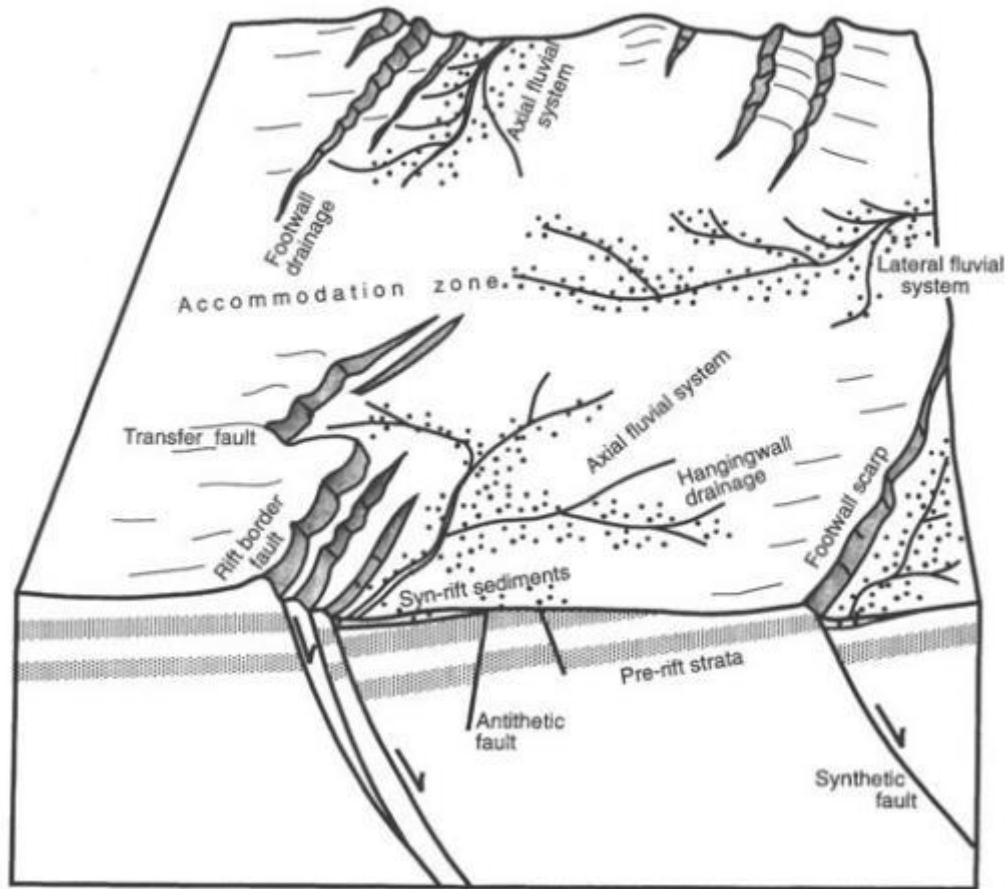 Axial fluvial
system
Footwall
drainage
Lateral fluvial
system
Accommodation zone
Transfer fault
Axial fluvial system
Hangingwall
drainage
Footwall scarp
Rift border
fault
Syn-rift sediments
Pre-rift strata
Antithetic
fault
Synthetic
fault